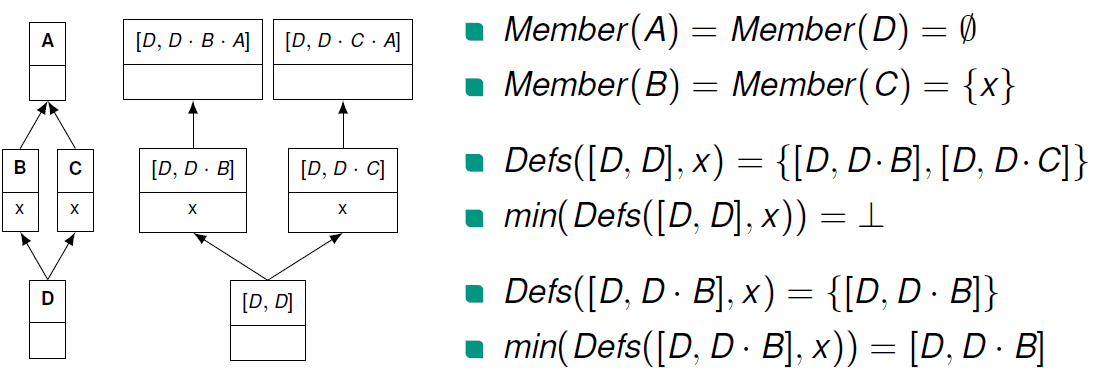 A
B
x
C
x
D
[D, D · B · A]
[D, D · C · A]
[D, D · B]
x
[D, D · C]
x
[D, D]
Member(A) = Member(D) = ∅
Member(B) = Member(C) = {x}
Defs([D, D], x) = {[D, D · B], [D, D · C]}
min(Defs([D, D], x)) = ⊥
Defs([D, D · B], x) = {[D, D · B]}
min(Defs([D, D · B], x)) = [D, D · B]